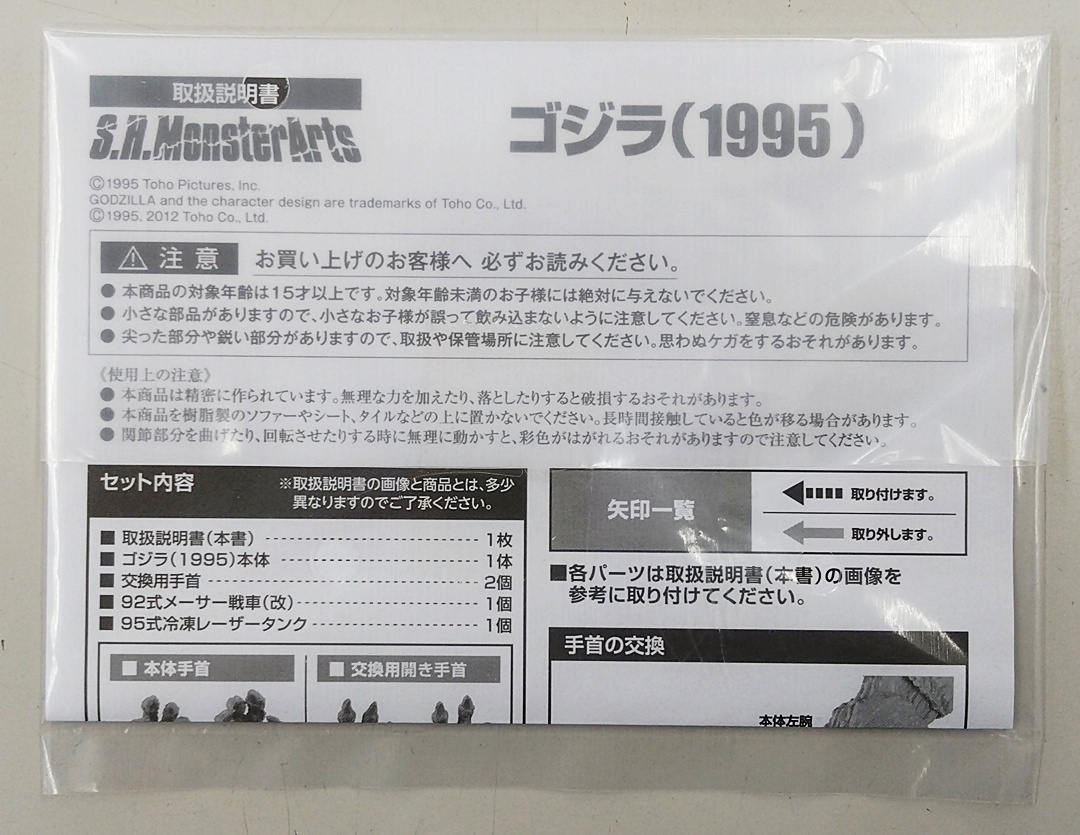 取扱説明書
S.H.MonsterArts
ゴジラ(1995)
©1995 Toho Pictures, Inc.
GODZILLA and the character design are trademarks of Toho Co., Ltd.
©1995, 2012 Toho Co., Ltd.
注意 お買い上げのお客様へ 必ずお読みください。
●本商品の対象年齢は15才以上です。対象年齢未満のお子様には絶対に与えないでください。
●小さな部品がありますので、小さなお子様が誤って飲み込まないように注意してください。窒息などの危険があります。
●尖った部分や鋭い部分がありますので、取扱や保管場所に注意してください。思わぬケガをするおそれがあります。
《使用上の注意》
●本商品は精密に作られています。無理な力を加えたり、落としたりすると破損するおそれがあります。
●本商品を樹脂製のソファーやシート、タイルなどの上に置かないでください。長時間接触していると色が移る場合があります。
●関節部分を曲げたり、回転させたりする時に無理に動かすと、彩色がはがれるおそれがありますので注意してください。
セット内容
※取扱説明書の画像と商品とは、多少
異なりますのでご了承ください。
■取扱説明書(本書) 1枚
■ゴジラ(1995)本体 1体
■交換用手首 2個
■92式メーサー戦車(改) 1個
■95式冷凍レーザータンク 1個
■本体手首
■交換用開き手首
矢印一覧
取り付けます。
取り外します。
■各パーツは取扱説明書(本書)の画像を
参考に取り付けてください。
手首の交換
本体左腕